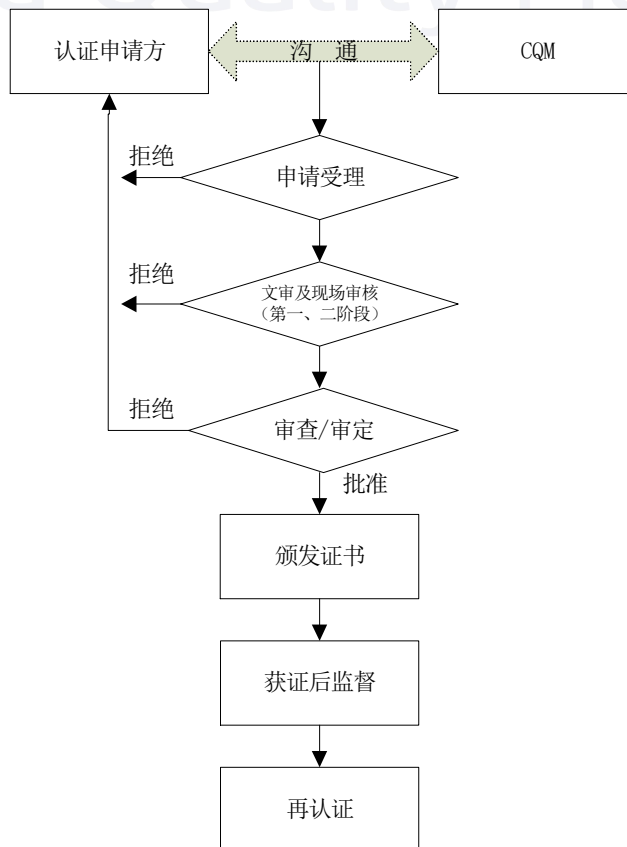 认证申请方
沟 通
CQM
拒绝
申请受理
拒绝
文审及现场审核
（第一、二阶段）
拒绝
审查/审定
批准
颁发证书
获证后监督
再认证